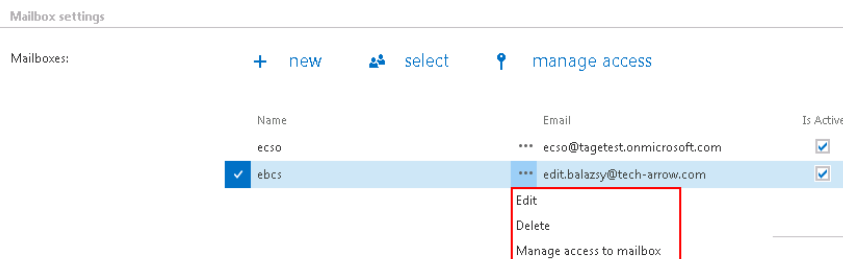 Mailbox settings
Mailboxes:
+ new select manage access
Name Email Is Active
ecso ··· ecso@tagetest.onmicrosoft.com
ebcs ··· edit.balazsy@tech-arrow.com
Edit
Delete
Manage access to mailbox